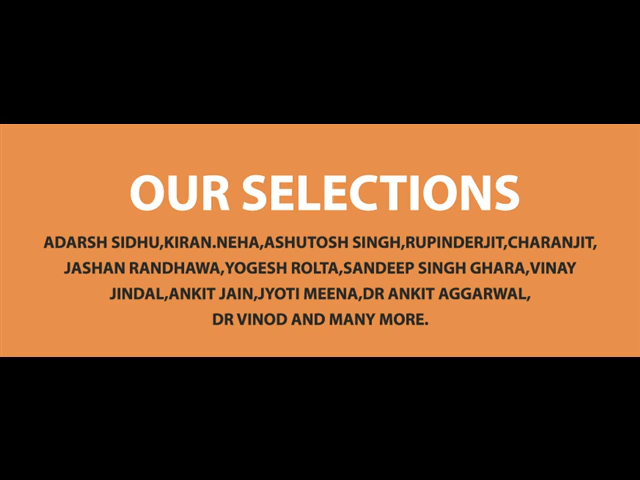 OUR SELECTIONS
ADARSH SIDHU,KIRAN.NEHA,ASHUTOSH SINGH,RUPINDERJIT,CHARANJIT,
JASHAN RANDHAWA,YOGESH ROLTA,SANDEEP SINGH GHARA,VINAY
JINDAL,ANKIT JAIN,JYOTI MEENA,DR ANKIT AGGARWAL,
DR VINOD AND MANY MORE.